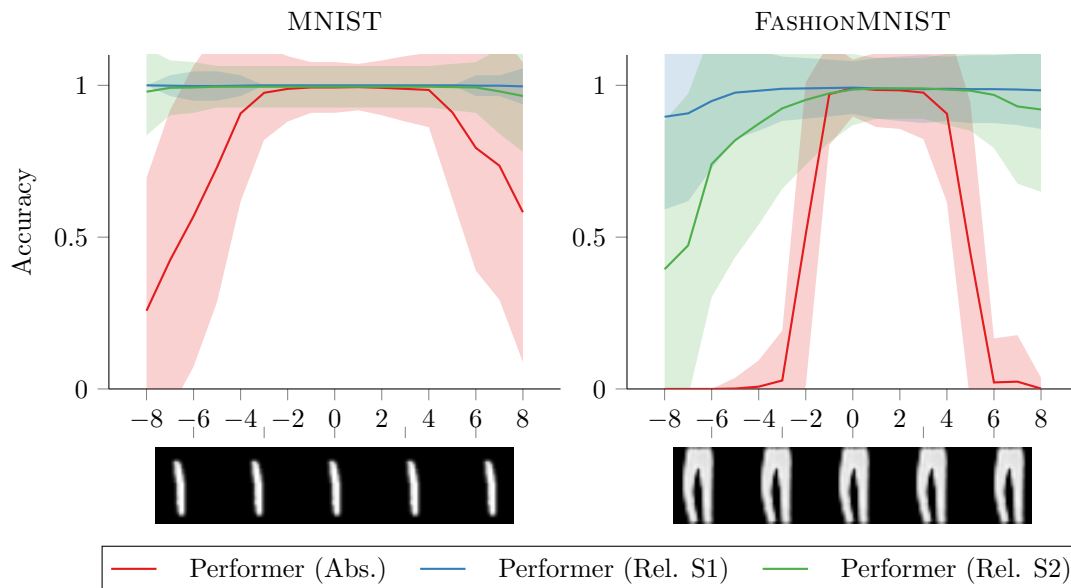 MNIST
FASHIONMNIST
Accuracy
1
0.5
0
−8 −6 −4 −2 0 2 4 6 8
1
0.5
0
−8 −6 −4 −2 0 2 4 6 8
Performer (Abs.) Performer (Rel. S1) Performer (Rel. S2)